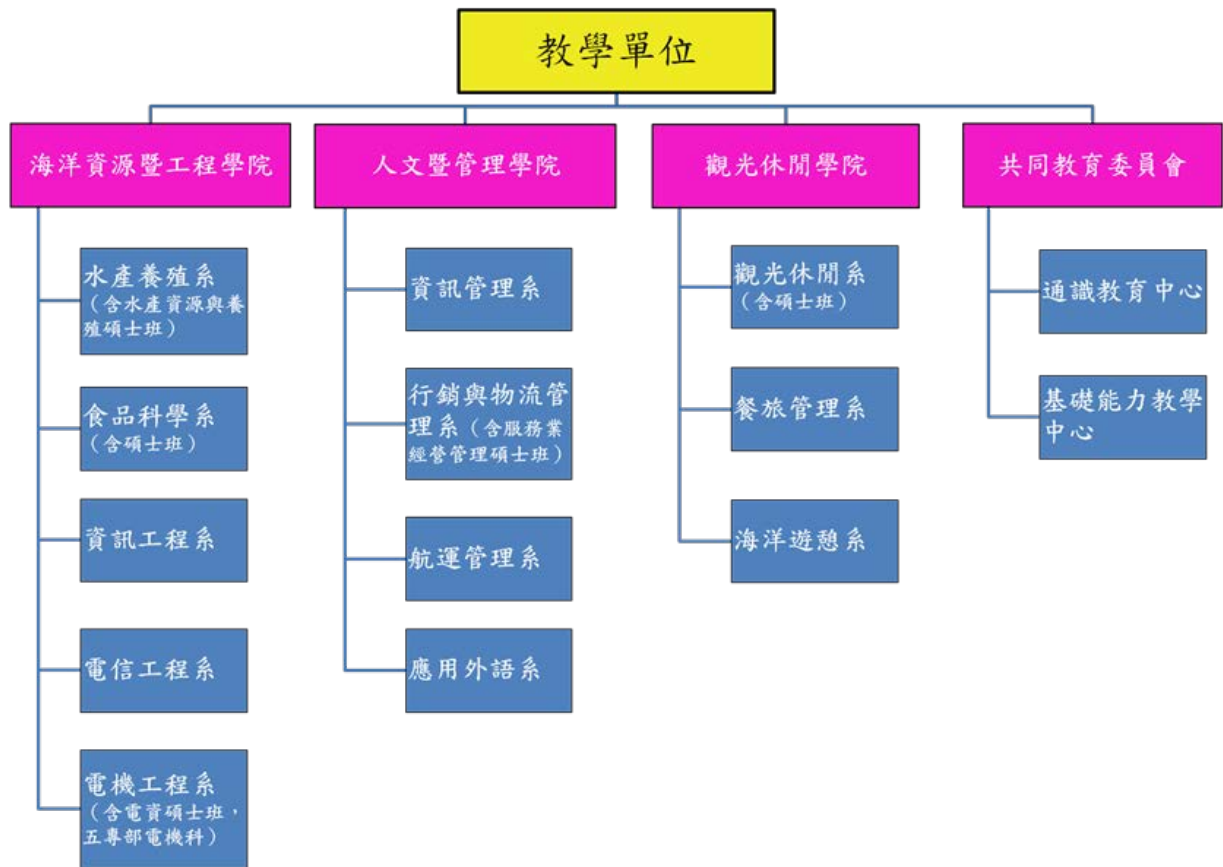 教學單位
海洋資源暨工程學院
水產養殖系
（含水產資源與養
殖碩士班）
食品科學系
（含碩士班）
資訊工程系
電信工程系
電機工程系
（含電資碩士班，
五專部電機科）
人文暨管理學院
資訊管理系
行銷與物流管
理系（含服務業
經營管理碩士班）
航運管理系
應用外語系
觀光休閒學院
觀光休閒系
（含碩士班）
餐旅管理系
海洋遊憩系
共同教育委員會
通識教育中心
基礎能力教學
中心